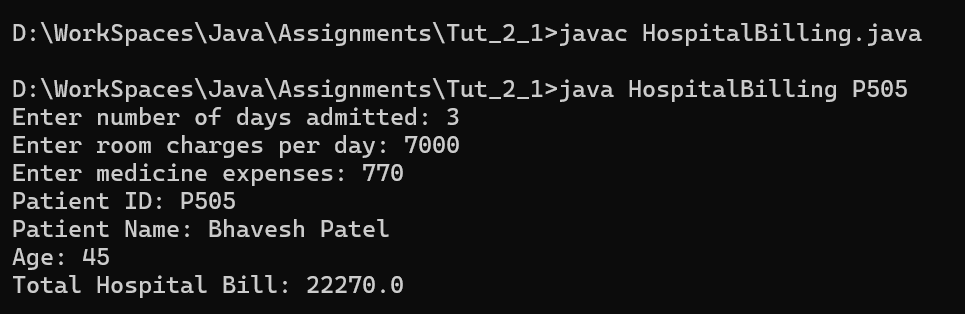 D:\WorkSpaces\Java\Assignments\Tut_2_1>javac HospitalBilling.java
D:\WorkSpaces\Java\Assignments\Tut_2_1>java HospitalBilling P505
Enter number of days admitted: 3
Enter room charges per day: 7000
Enter medicine expenses: 770
Patient ID: P505
Patient Name: Bhavesh Patel
Age: 45
Total Hospital Bill: 22270.0